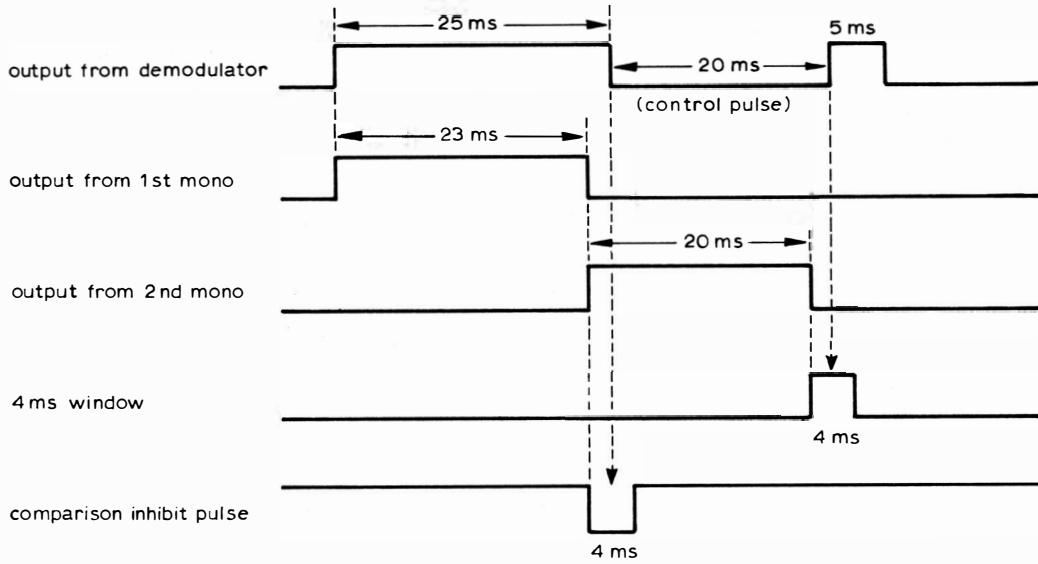 25 ms
5 ms
output from demodulator
20 ms
(control pulse)
23 ms
output from 1st mono
20 ms
output from 2nd mono
4 ms window
4 ms
comparison inhibit pulse
4 ms